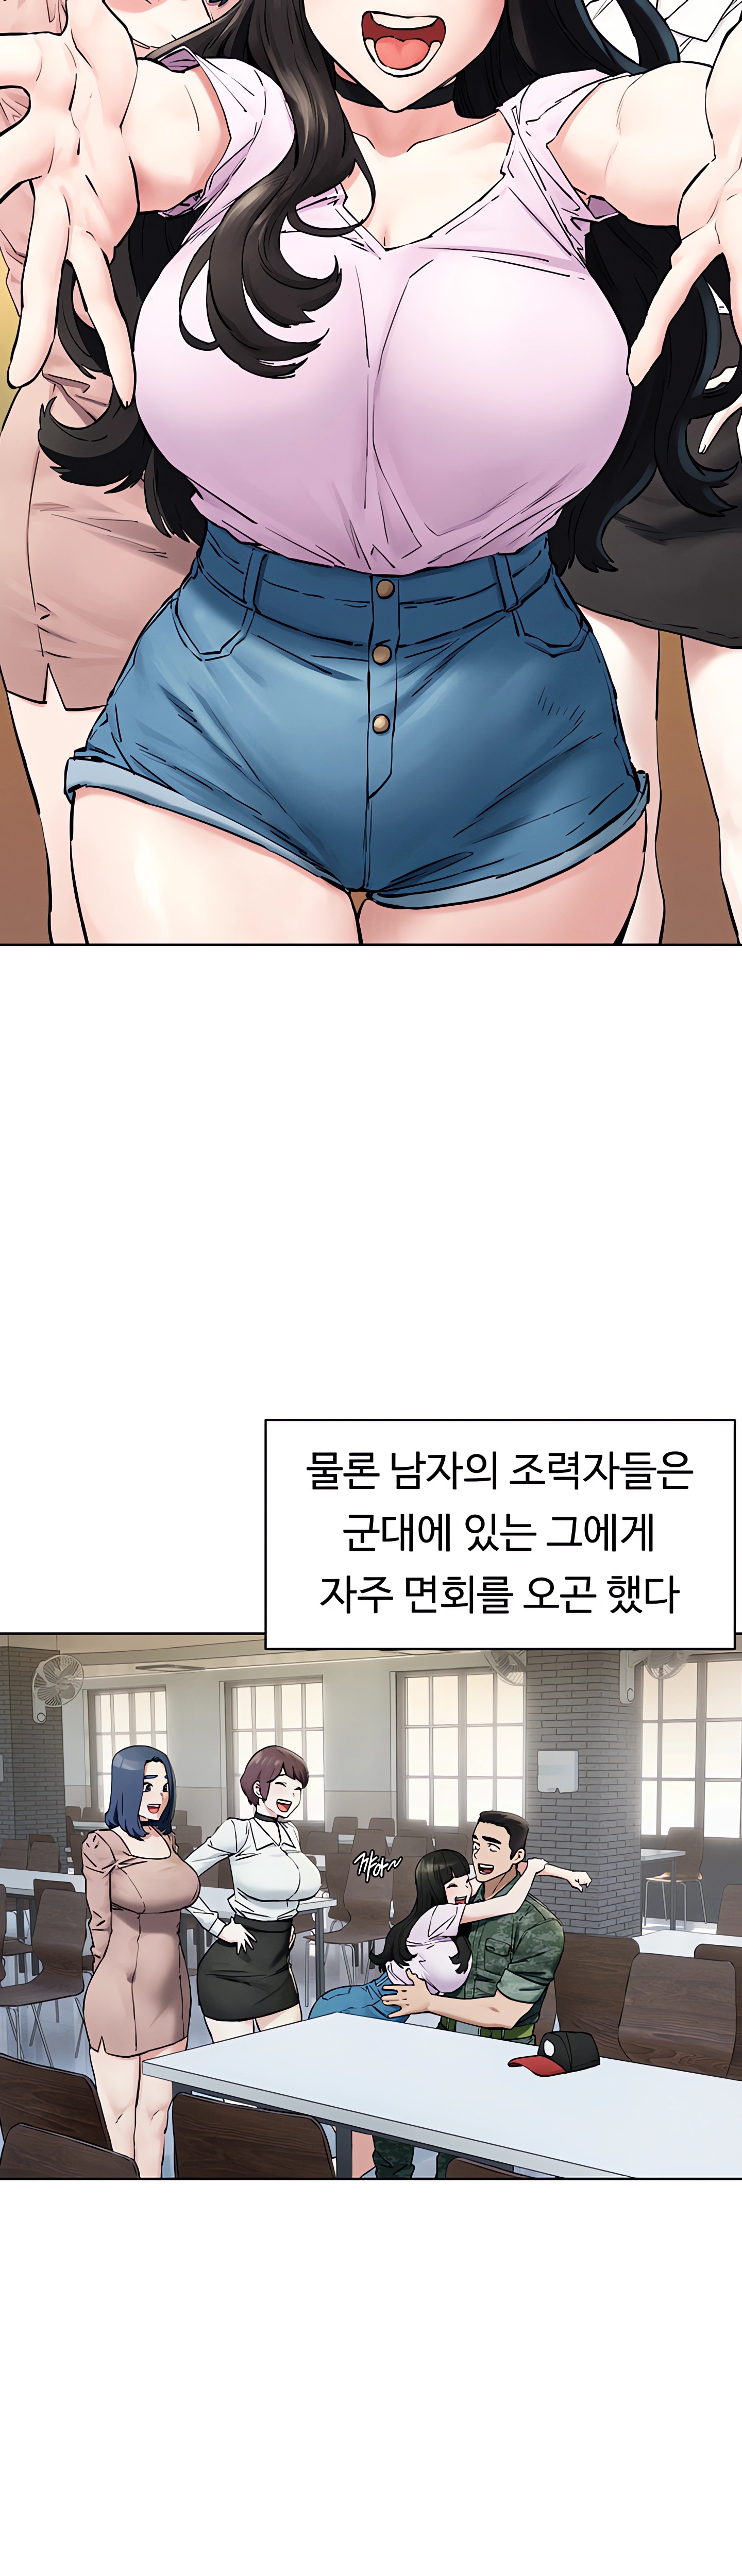 물론 남자의 조력자들은
군대에 있는 그에게
자주 면회를 오곤 했다
꺄아~